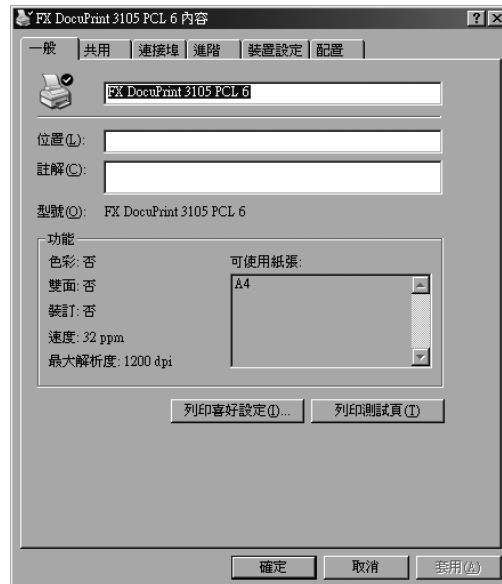 FX DocuPrint 3105 PCL 6 內容
一般 共用 連接埠 進階 裝置設定 配置
FX DocuPrint 3105 PCL 6
位置(L):
註解(C):
型號(O): FX DocuPrint 3105 PCL 6
功能
色彩: 否 可使用紙張:
雙面: 否 A4
裝訂: 否
速度: 32 ppm
最大解析度: 1200 dpi
列印喜好設定(I)... 列印測試頁(T)
確定 取消 套用(A)